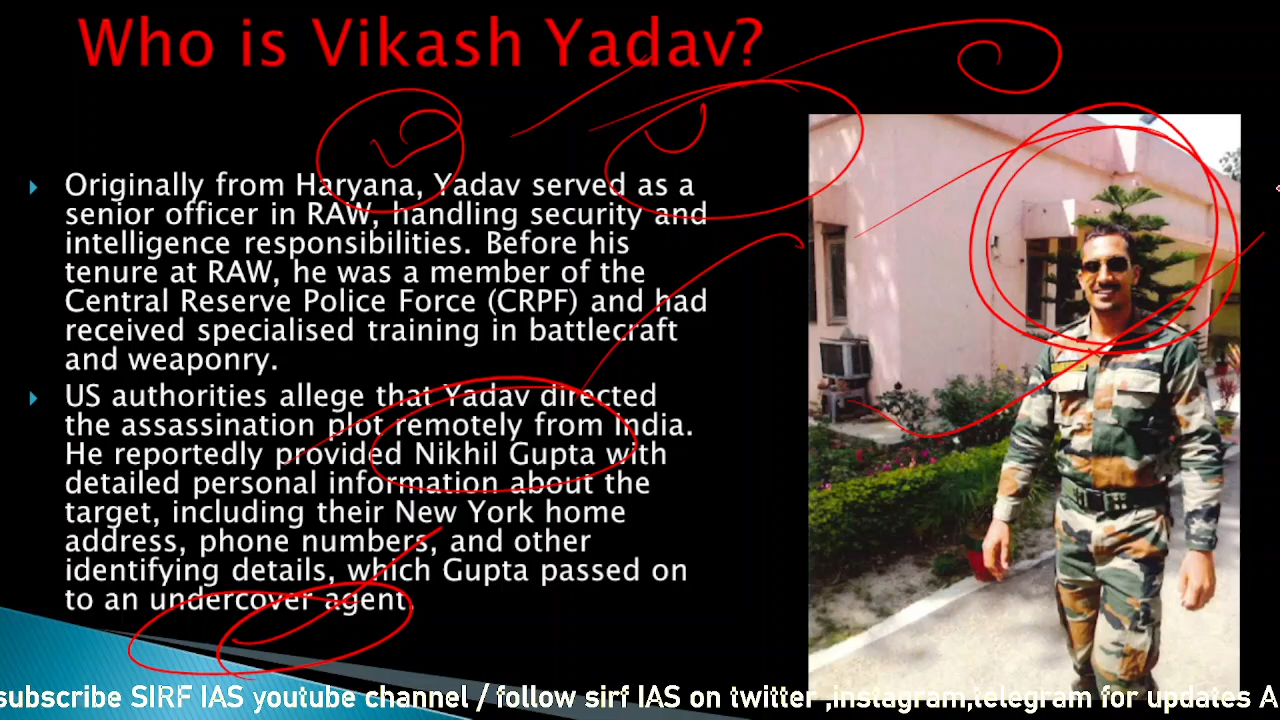 Who is Vikash Yadav?
Originally from Haryana, Yadav served as a
senior officer in RAW, handling security and
intelligence responsibilities. Before his
tenure at RAW, he was a member of the
Central Reserve Police Force (CRPF) and had
received specialised training in battlecraft
and weaponry.
US authorities allege that Yadav directed
the assassination plot remotely from India.
He reportedly provided Nikhil Gupta with
detailed personal information about the
target, including their New York home
address, phone numbers, and other
identifying details, which Gupta passed on
to an undercover agent.
subscribe SIRF IAS youtube channel / follow sirf IAS on twitter ,instagram,telegram for updates A